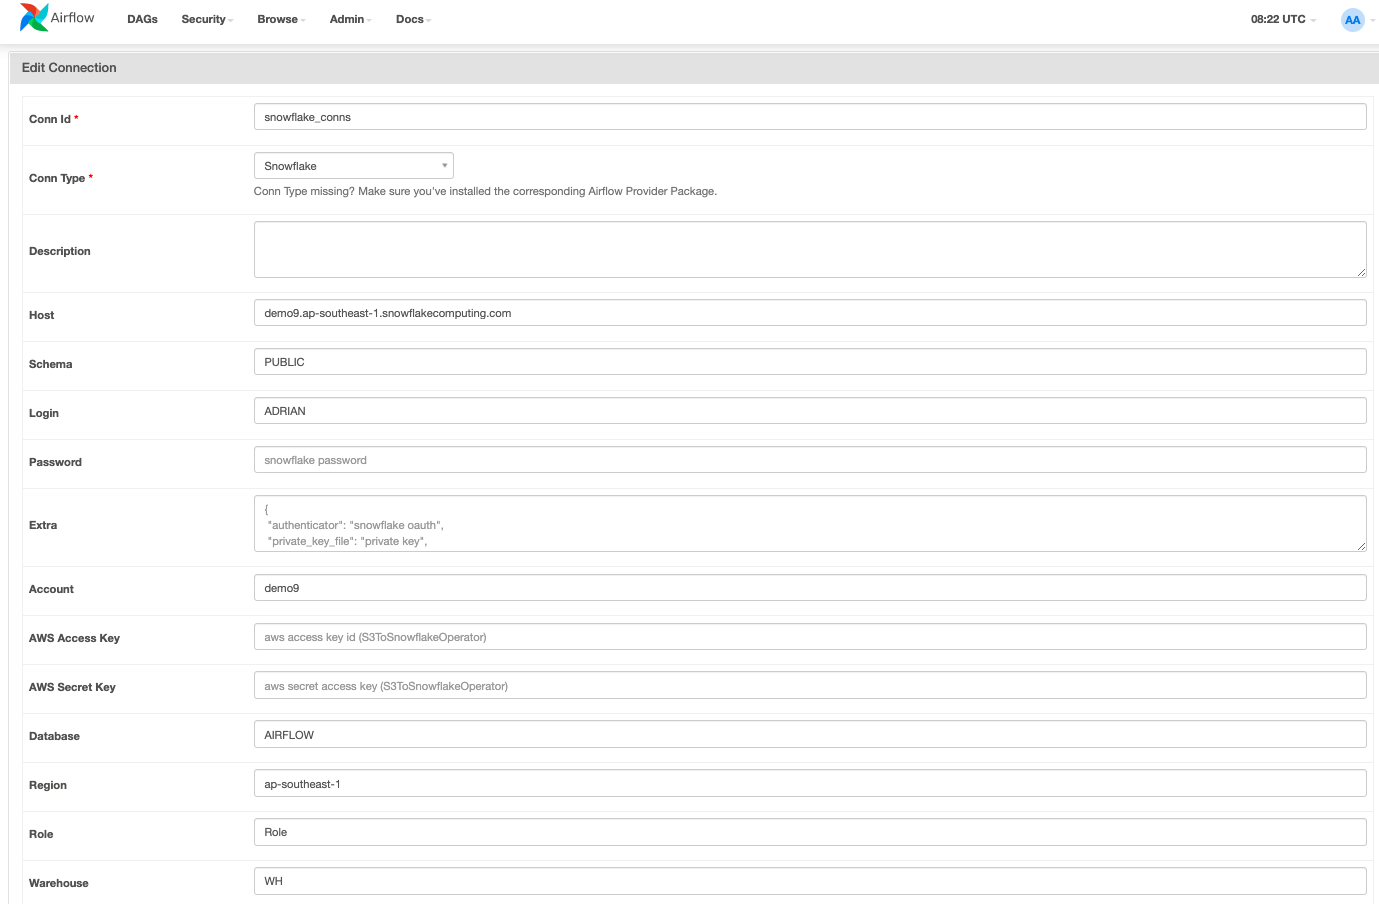 Airflow DAGs Security Browse Admin Docs 08:22 UTC AA
Edit Connection
Conn Id * snowflake_conns
Conn Type * Snowflake
Conn Type missing? Make sure you've installed the corresponding Airflow Provider Package.
Description
Host demo9.ap-southeast-1.snowflakecomputing.com
Schema PUBLIC
Login ADRIAN
Password snowflake password
Extra
{
"authenticator": "snowflake oauth",
"private_key_file": "private key",
Account demo9
AWS Access Key aws access key id (S3ToSnowflakeOperator)
AWS Secret Key aws secret access key (S3ToSnowflakeOperator)
Database AIRFLOW
Region ap-southeast-1
Role Role
Warehouse WH